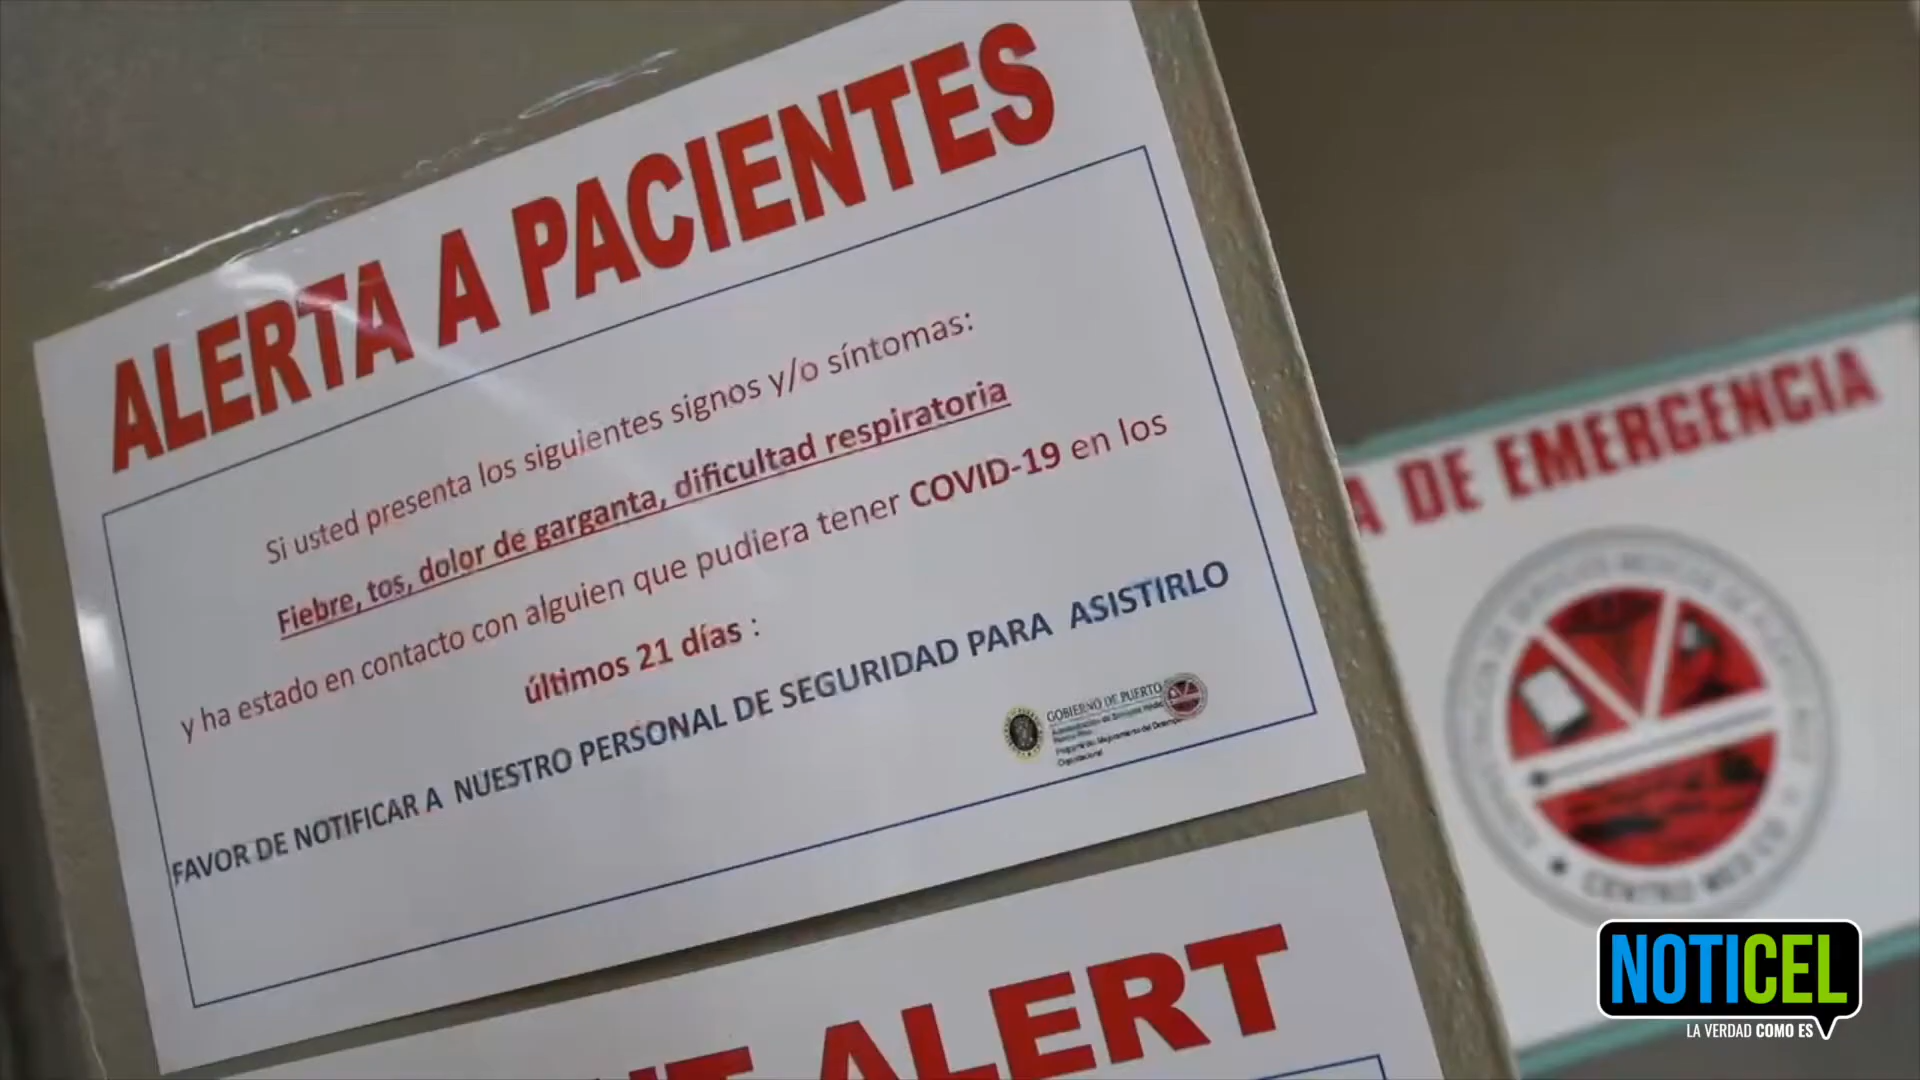 ALERTA A PACIENTES
Si usted presenta los siguientes signos y/o síntomas:
Fiebre, tos, dolor de garganta, dificultad respiratoria
y ha estado en contacto con alguien que pudiera tener COVID-19 en los
últimos 21 días :
FAVOR DE NOTIFICAR A NUESTRO PERSONAL DE SEGURIDAD PARA ASISTIRLO
GOBIERNO DE PUERTO
ALERT
A DE EMERGENCIA
CENTRO MEDICO
NOTICEL
LA VERDAD COMO ES